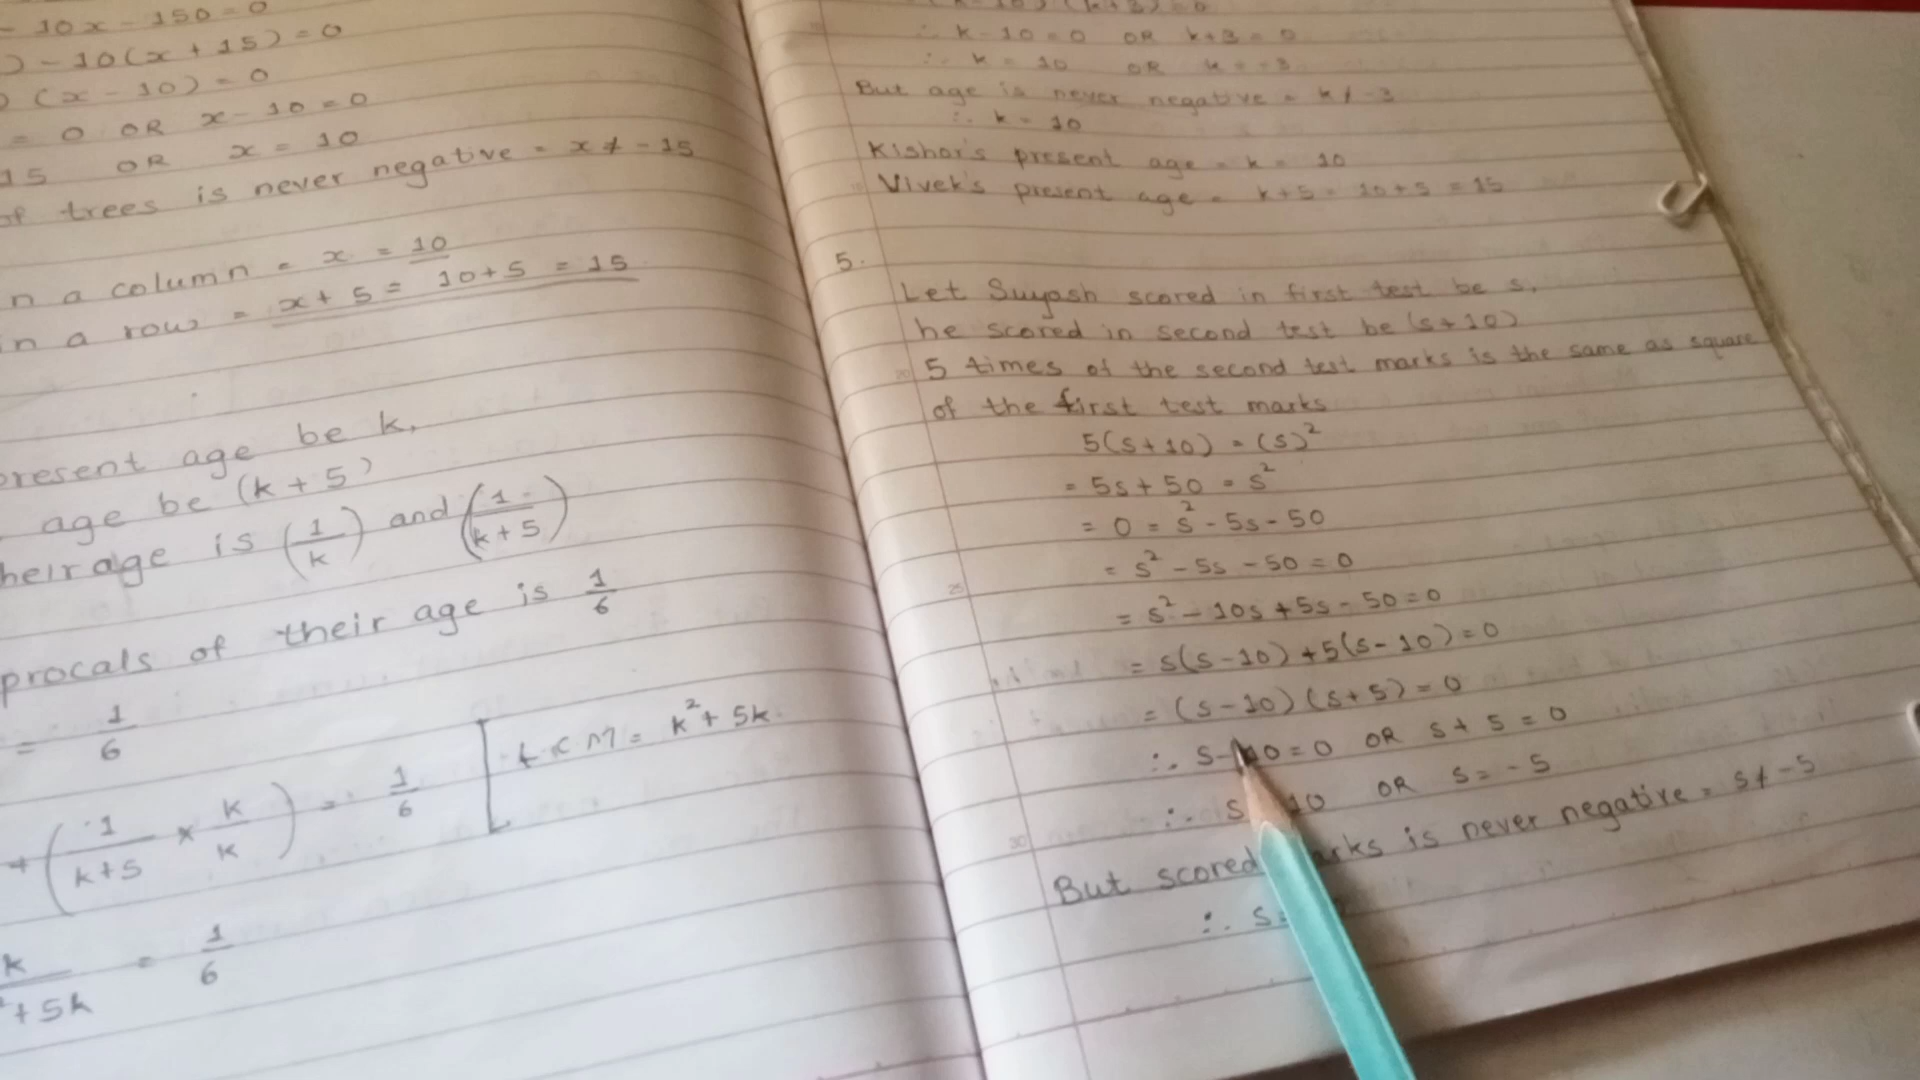 - 10x - 150 = 0
) - 10(x + 15) = 0
) (x - 10) = 0
= 0 OR x - 10 = 0
15 OR x = 10
of trees is never negative = x ≠ - 15
n a column = x = 10
in a row = x + 5 = 10 + 5 = 15
present age be k,
age be (k + 5)
heir age is (1/k) and (1/k+5)
procals of their age is 1/6
= 1/6
+ (1/k+5 × k/k) = 1/6 [LCM = k² + 5k
k/²+5k = 1/6
∴ k - 10 = 0 OR k + 3 = 0
∴ k = 10 OR k = -3
But age is never negative = k ≠ -3
∴ k = 10
Kishor's present age = k = 10
Vivek's present age = k + 5 = 10 + 5 = 15
5.
Let Suyash scored in first test be s,
he scored in second test be (s + 10)
20 5 times of the second test marks is the same as square
of the first test marks
5(s + 10) = (s)²
= 5s + 50 = s²
= 0 = s² - 5s - 50
25 = s² - 5s - 50 = 0
= s² - 10s + 5s - 50 = 0
= s(s - 10) + 5(s - 10) = 0
= (s - 10) (s + 5) = 0
∴ s - 10 = 0 OR s + 5 = 0
∴ s 10 OR s = - 5
30 But scored arks is never negative = s ≠ - 5
∴ s =